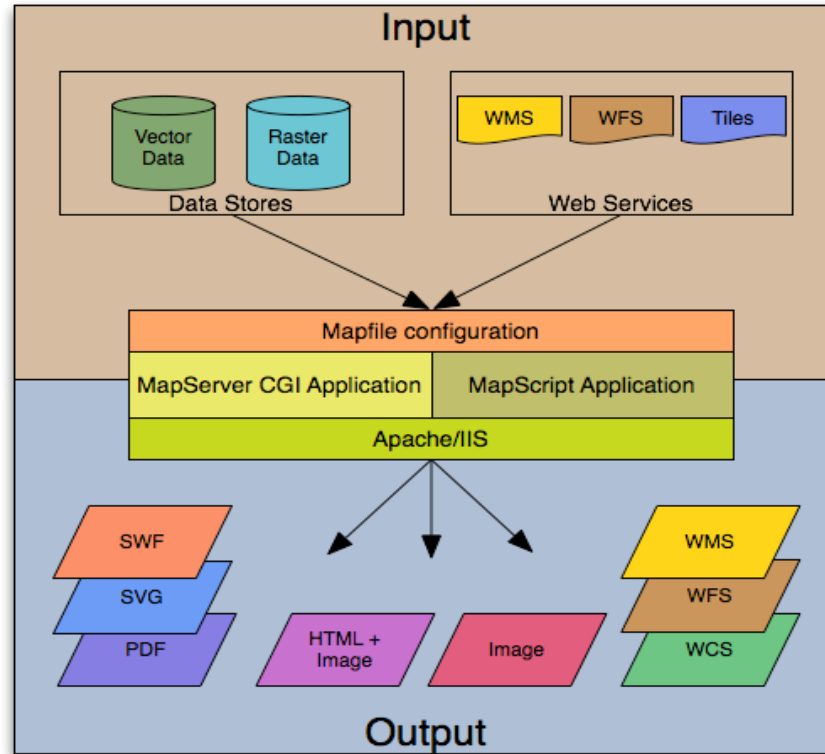 Input
Vector
Data
Raster
Data
Data Stores
WMS
WFS
Tiles
Web Services
Mapfile configuration
MapServer CGI Application
MapScript Application
Apache/IIS
SWF
SVG
PDF
HTML +
Image
Image
WMS
WFS
WCS
Output